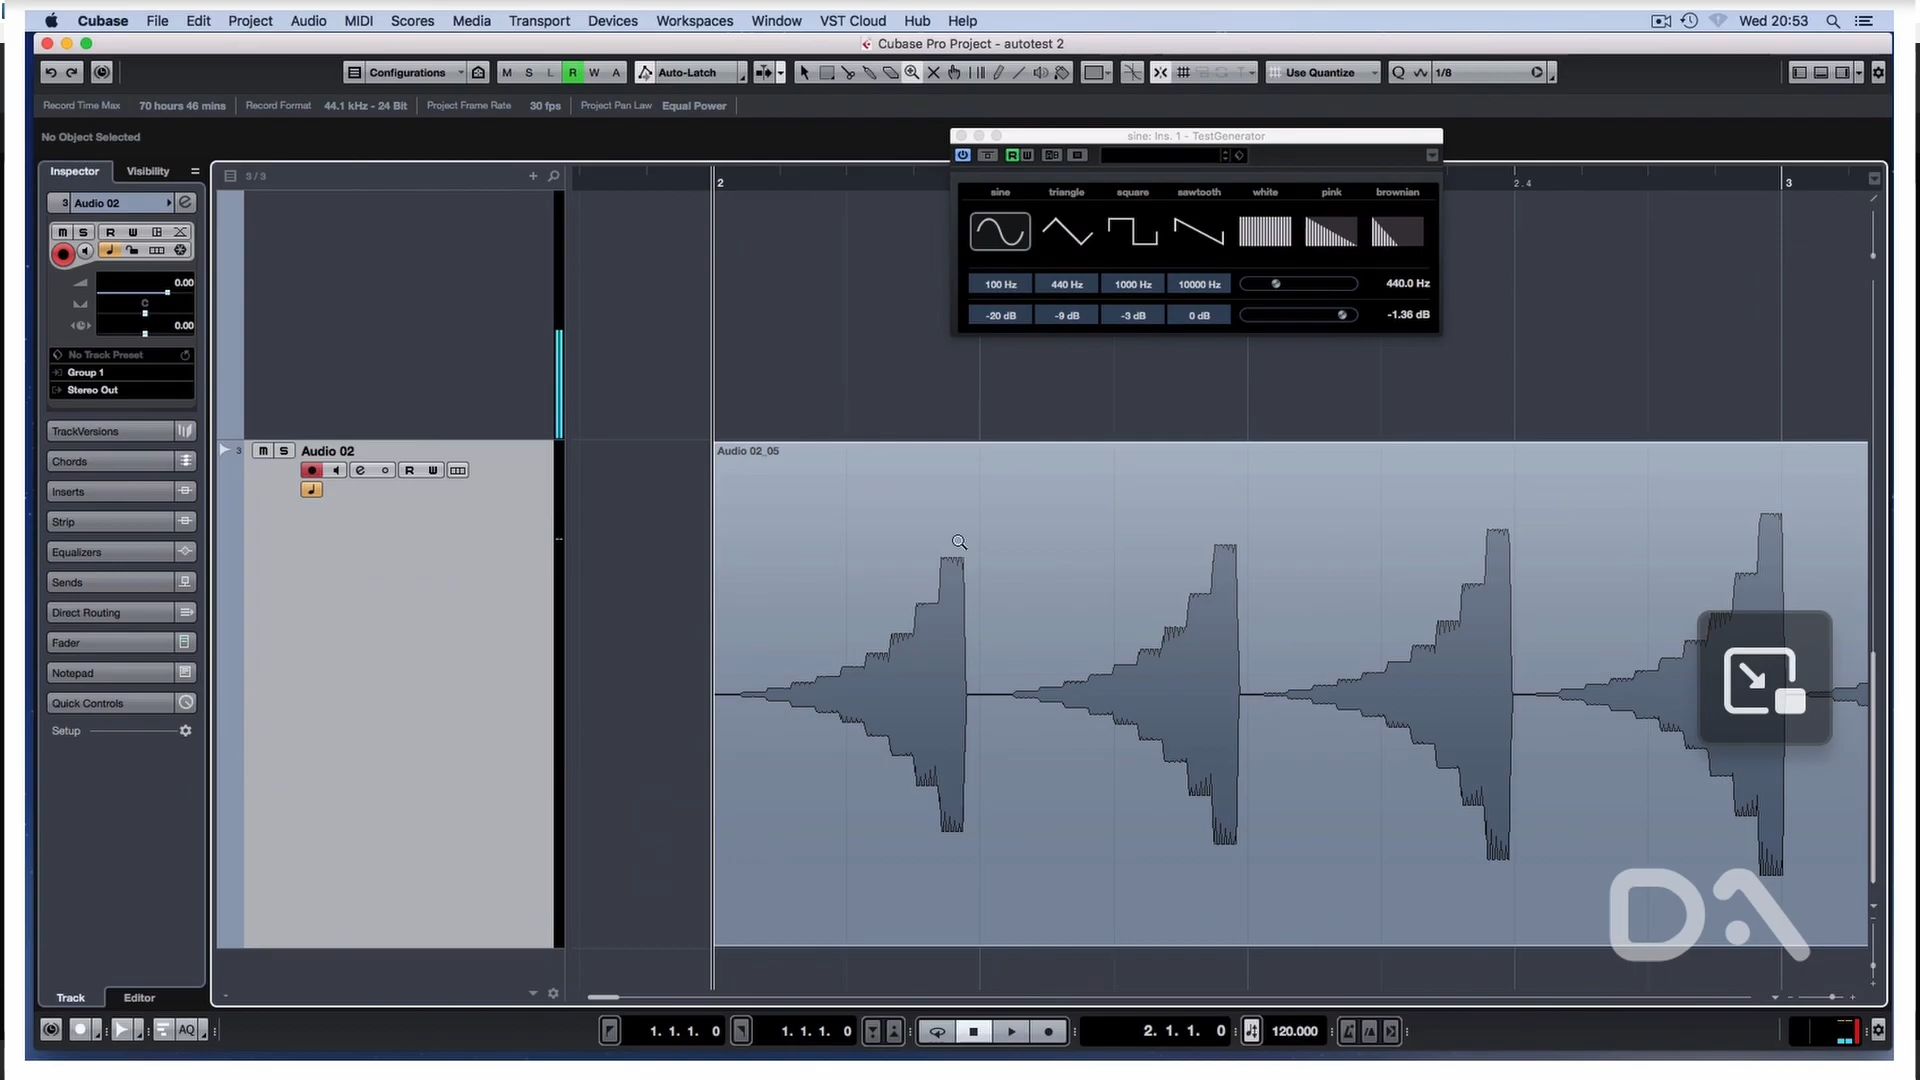 Cubase File Edit Project Audio MIDI Scores Media Transport Devices Workspaces Window VST Cloud Hub Help Wed 20:53
Cubase Pro Project - autotest 2
Configurations M S L R W A Auto-Latch Use Quantize Q 1/8
Record Time Max 70 hours 46 mins Record Format 44.1 kHz - 24 Bit Project Frame Rate 30 fps Project Pan Law Equal Power
No Object Selected
sine: Ins. 1 - TestGenerator
R W
Inspector Visibility
3/3
2
2.4
3
sine triangle square sawtooth white pink brownian
100 Hz 440 Hz 1000 Hz 10000 Hz 440.0 Hz
-20 dB -9 dB -3 dB 0 dB -1.36 dB
3 Audio 02
M S R W
0.00
C
0.00
No Track Preset
Group 1
Stereo Out
TrackVersions
Chords
Inserts
Strip
Equalizers
Sends
Direct Routing
Fader
Notepad
Quick Controls
Setup
3 M S Audio 02
R W
Audio 02_05
DA
Track Editor
AQ 1. 1. 1. 0 1. 1. 1. 0 2. 1. 1. 0 120.000